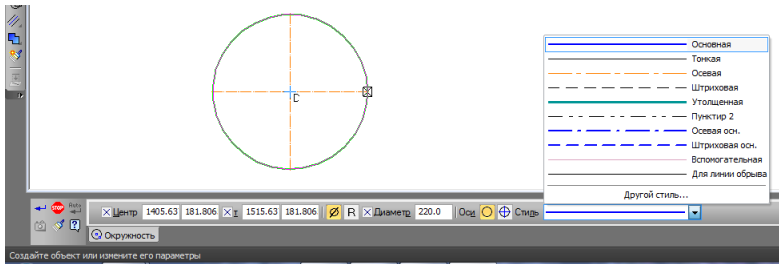 Основная
Тонкая
Осевая
Штриховая
Утолщенная
Пунктир 2
Осевая осн.
Штриховая осн.
Вспомогательная
Для линии обрыва
Другой стиль...
STOP Auto Центр 1405.63 181.806 т 1515.63 181.806 Ø R Диаметр 220.0 Оси Стиль
Окружность
Создайте объект или измените его параметры